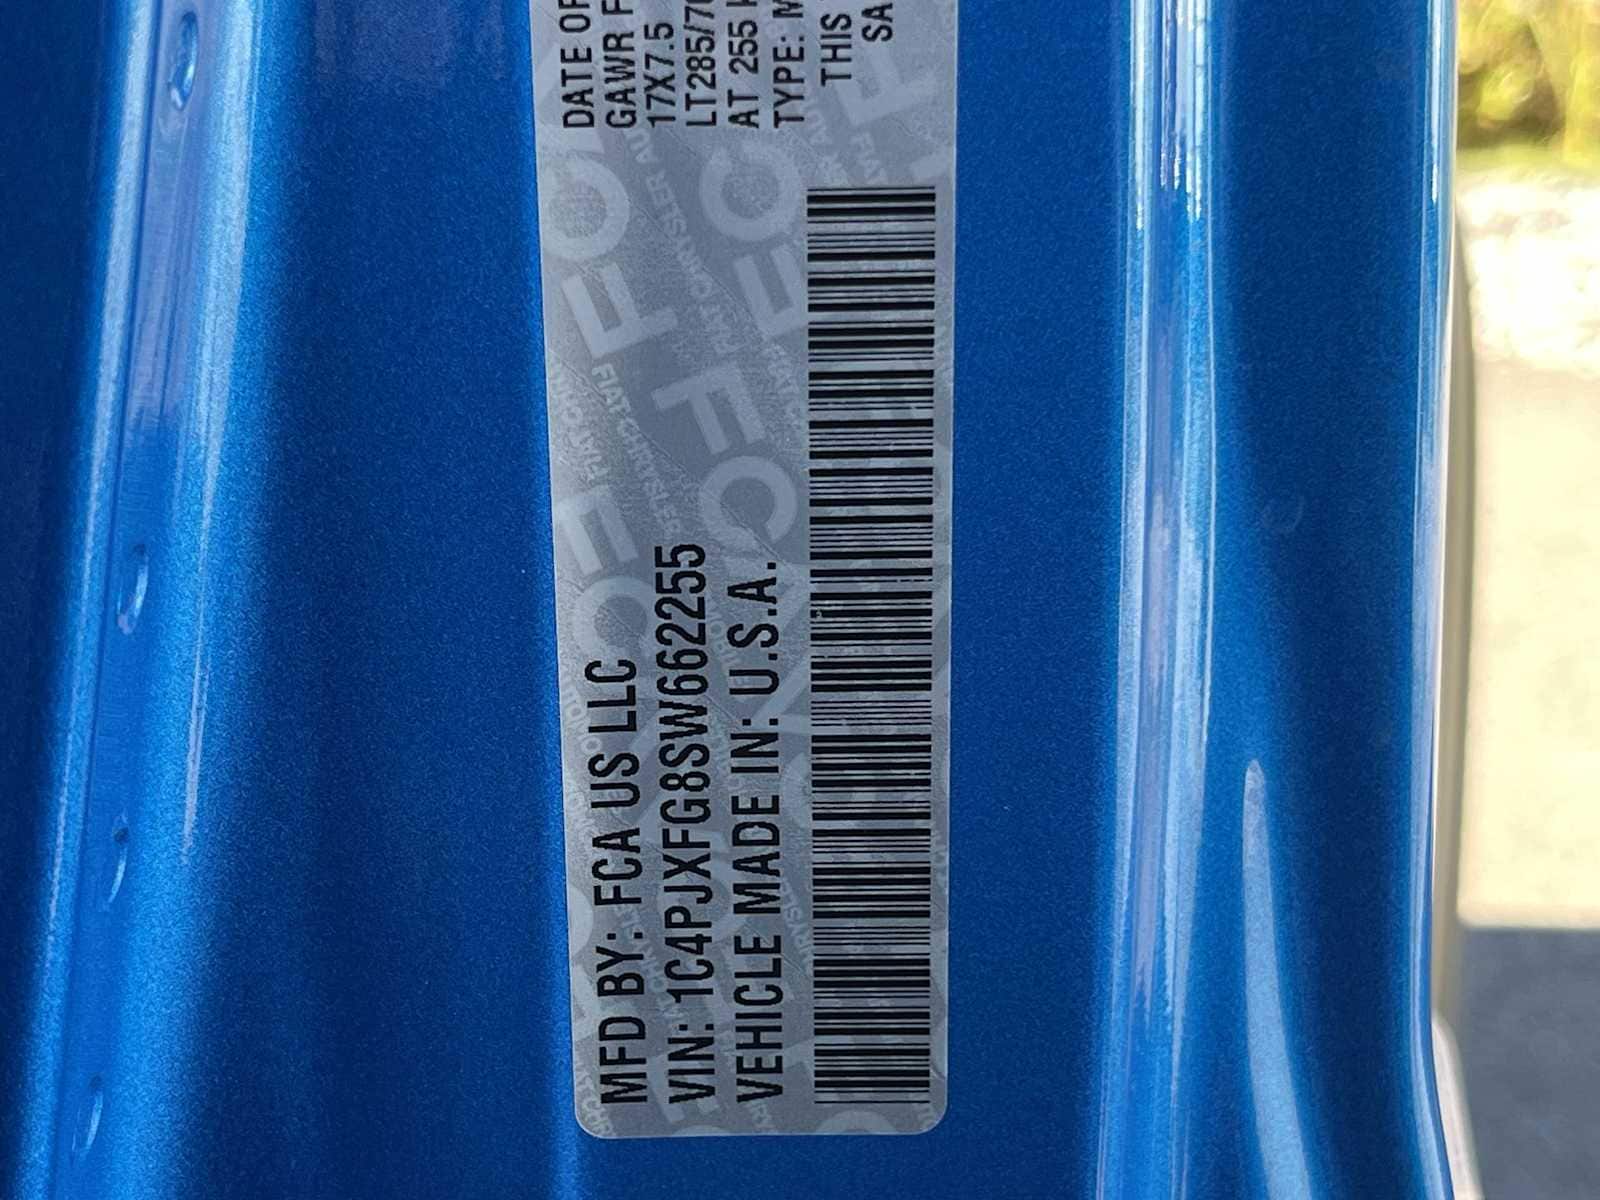 MFD BY: FCA US LLC
VIN: 1C4PJXFG8SW662255
VEHICLE MADE IN: U.S.A.
DATE OF
GAWR F
17X7.5
LT285/70
AT 255 k
TYPE: M
THIS
SA